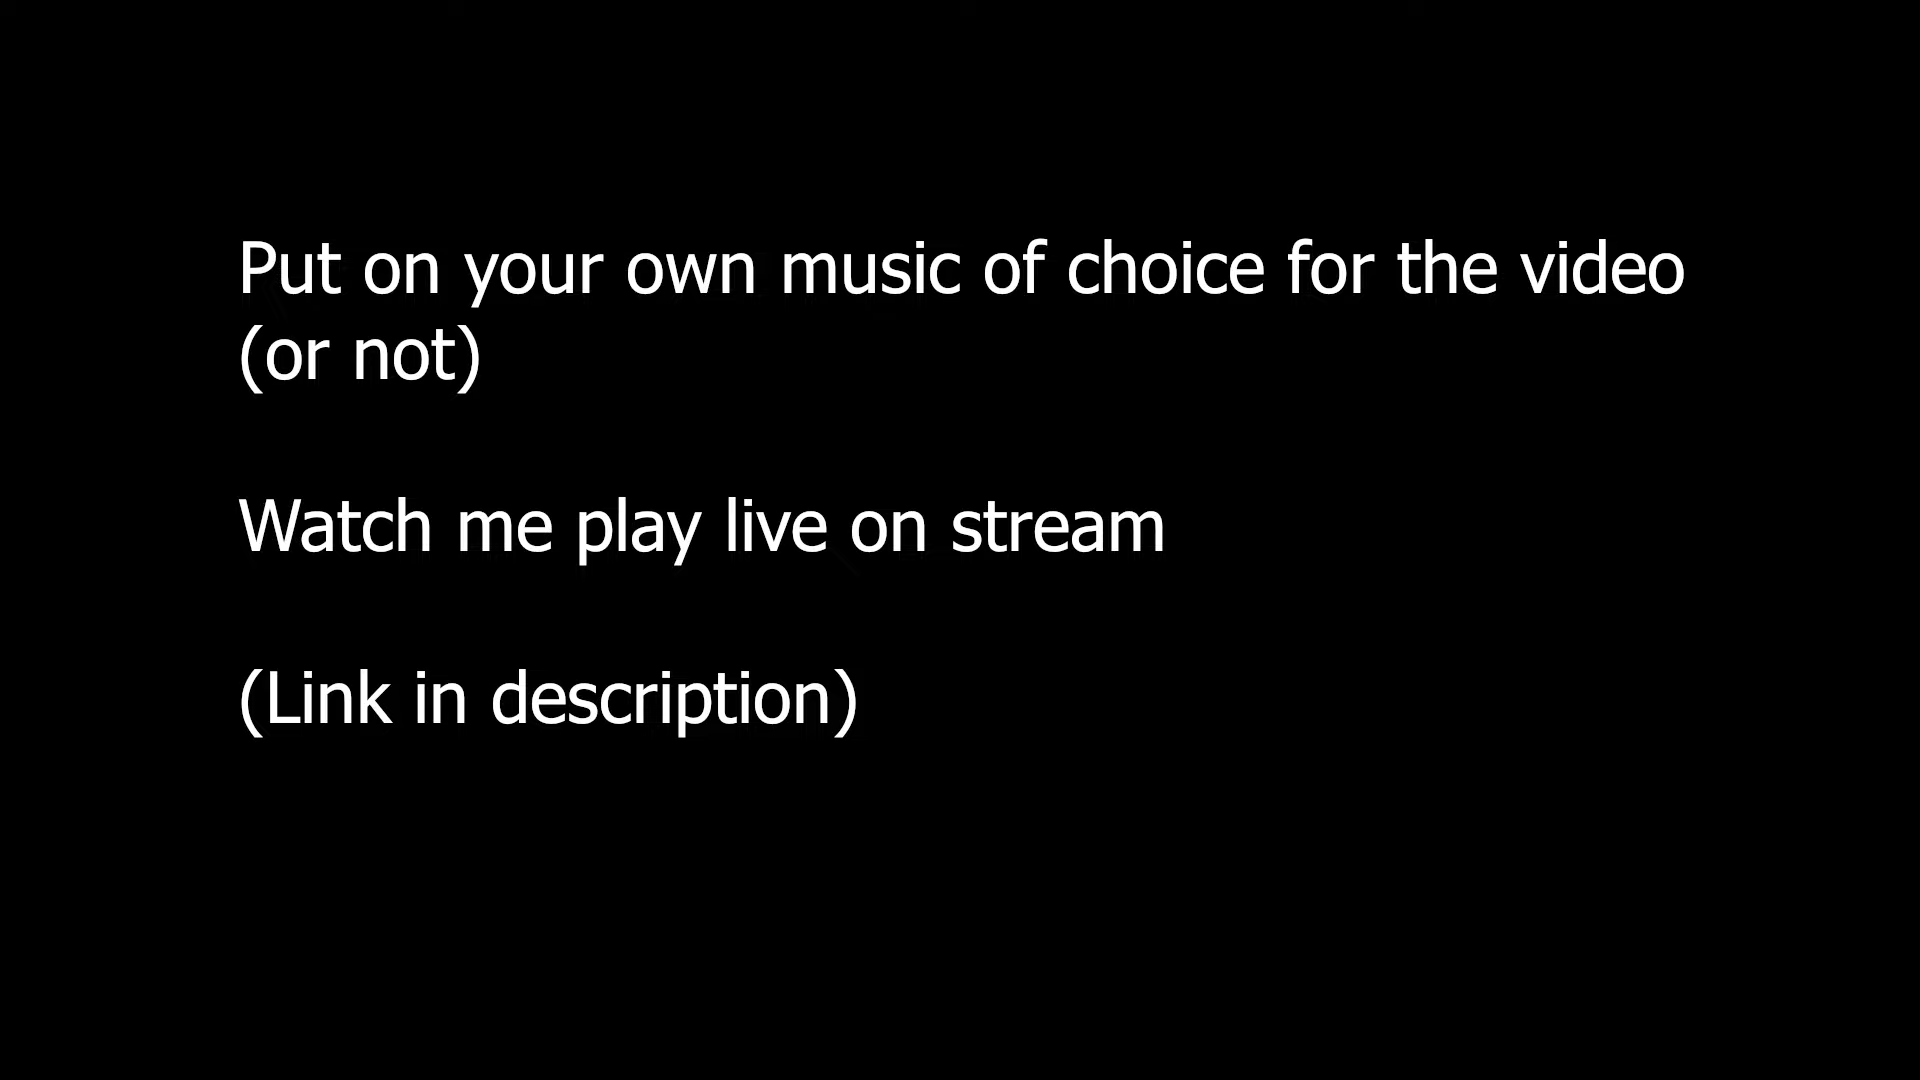 Put on your own music of choice for the video
(or not)
Watch me play live on stream
(Link in description)